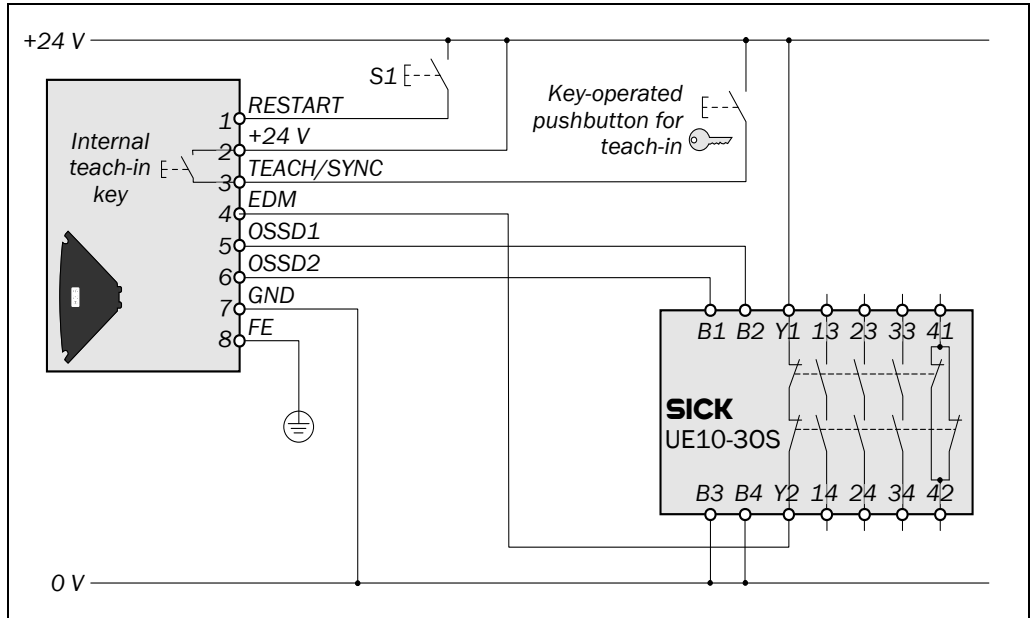 +24 V
S1
RESTART
1
+24 V
2
TEACH/SYNC
3
EDM
4
OSSD1
5
OSSD2
6
GND
7
FE
8
Internal
teach-in
key
Key-operated
pushbutton for
teach-in
B1 B2 Y1 13 23 33 41
SICK
UE10-30S
B3 B4 Y2 14 24 34 42
0 V